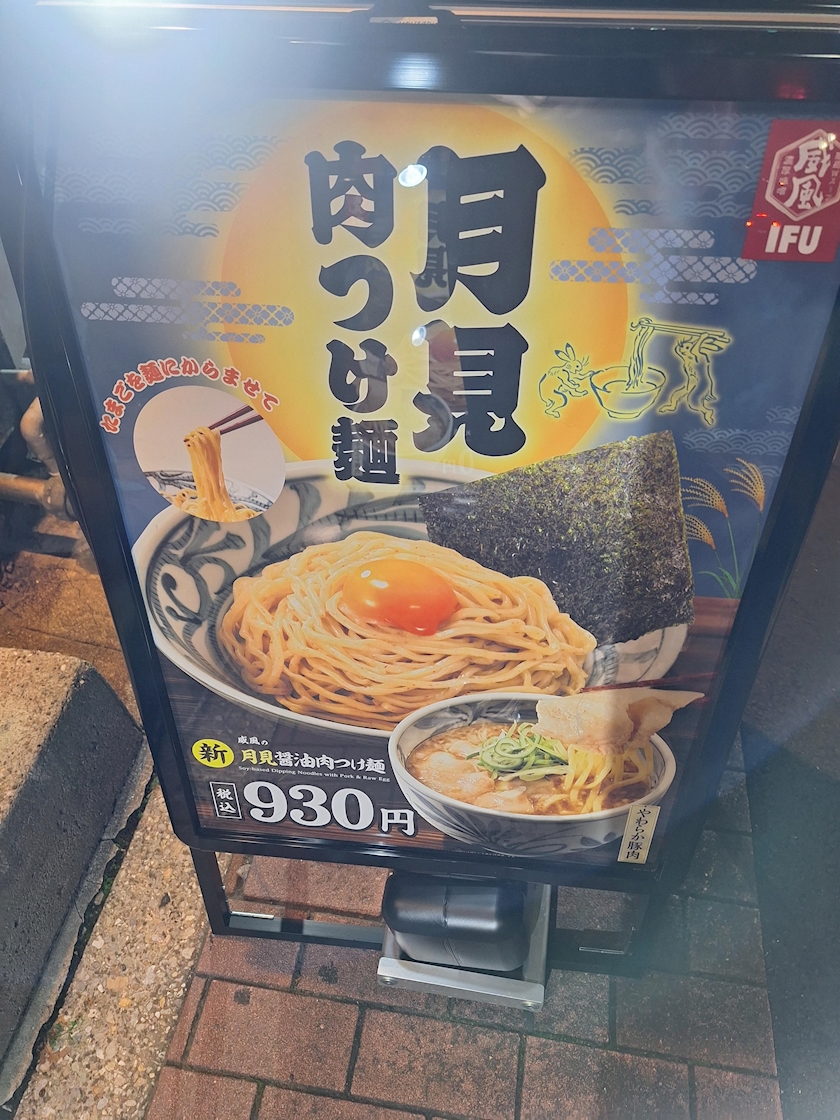 月見
肉つけ麺
威風
IFU
たまごを麺にからませて
新
威風の
月見醤油肉つけ麺
Soy-based Dipping Noodles with Pork & Raw Egg
税込
930円
やわらか豚肉